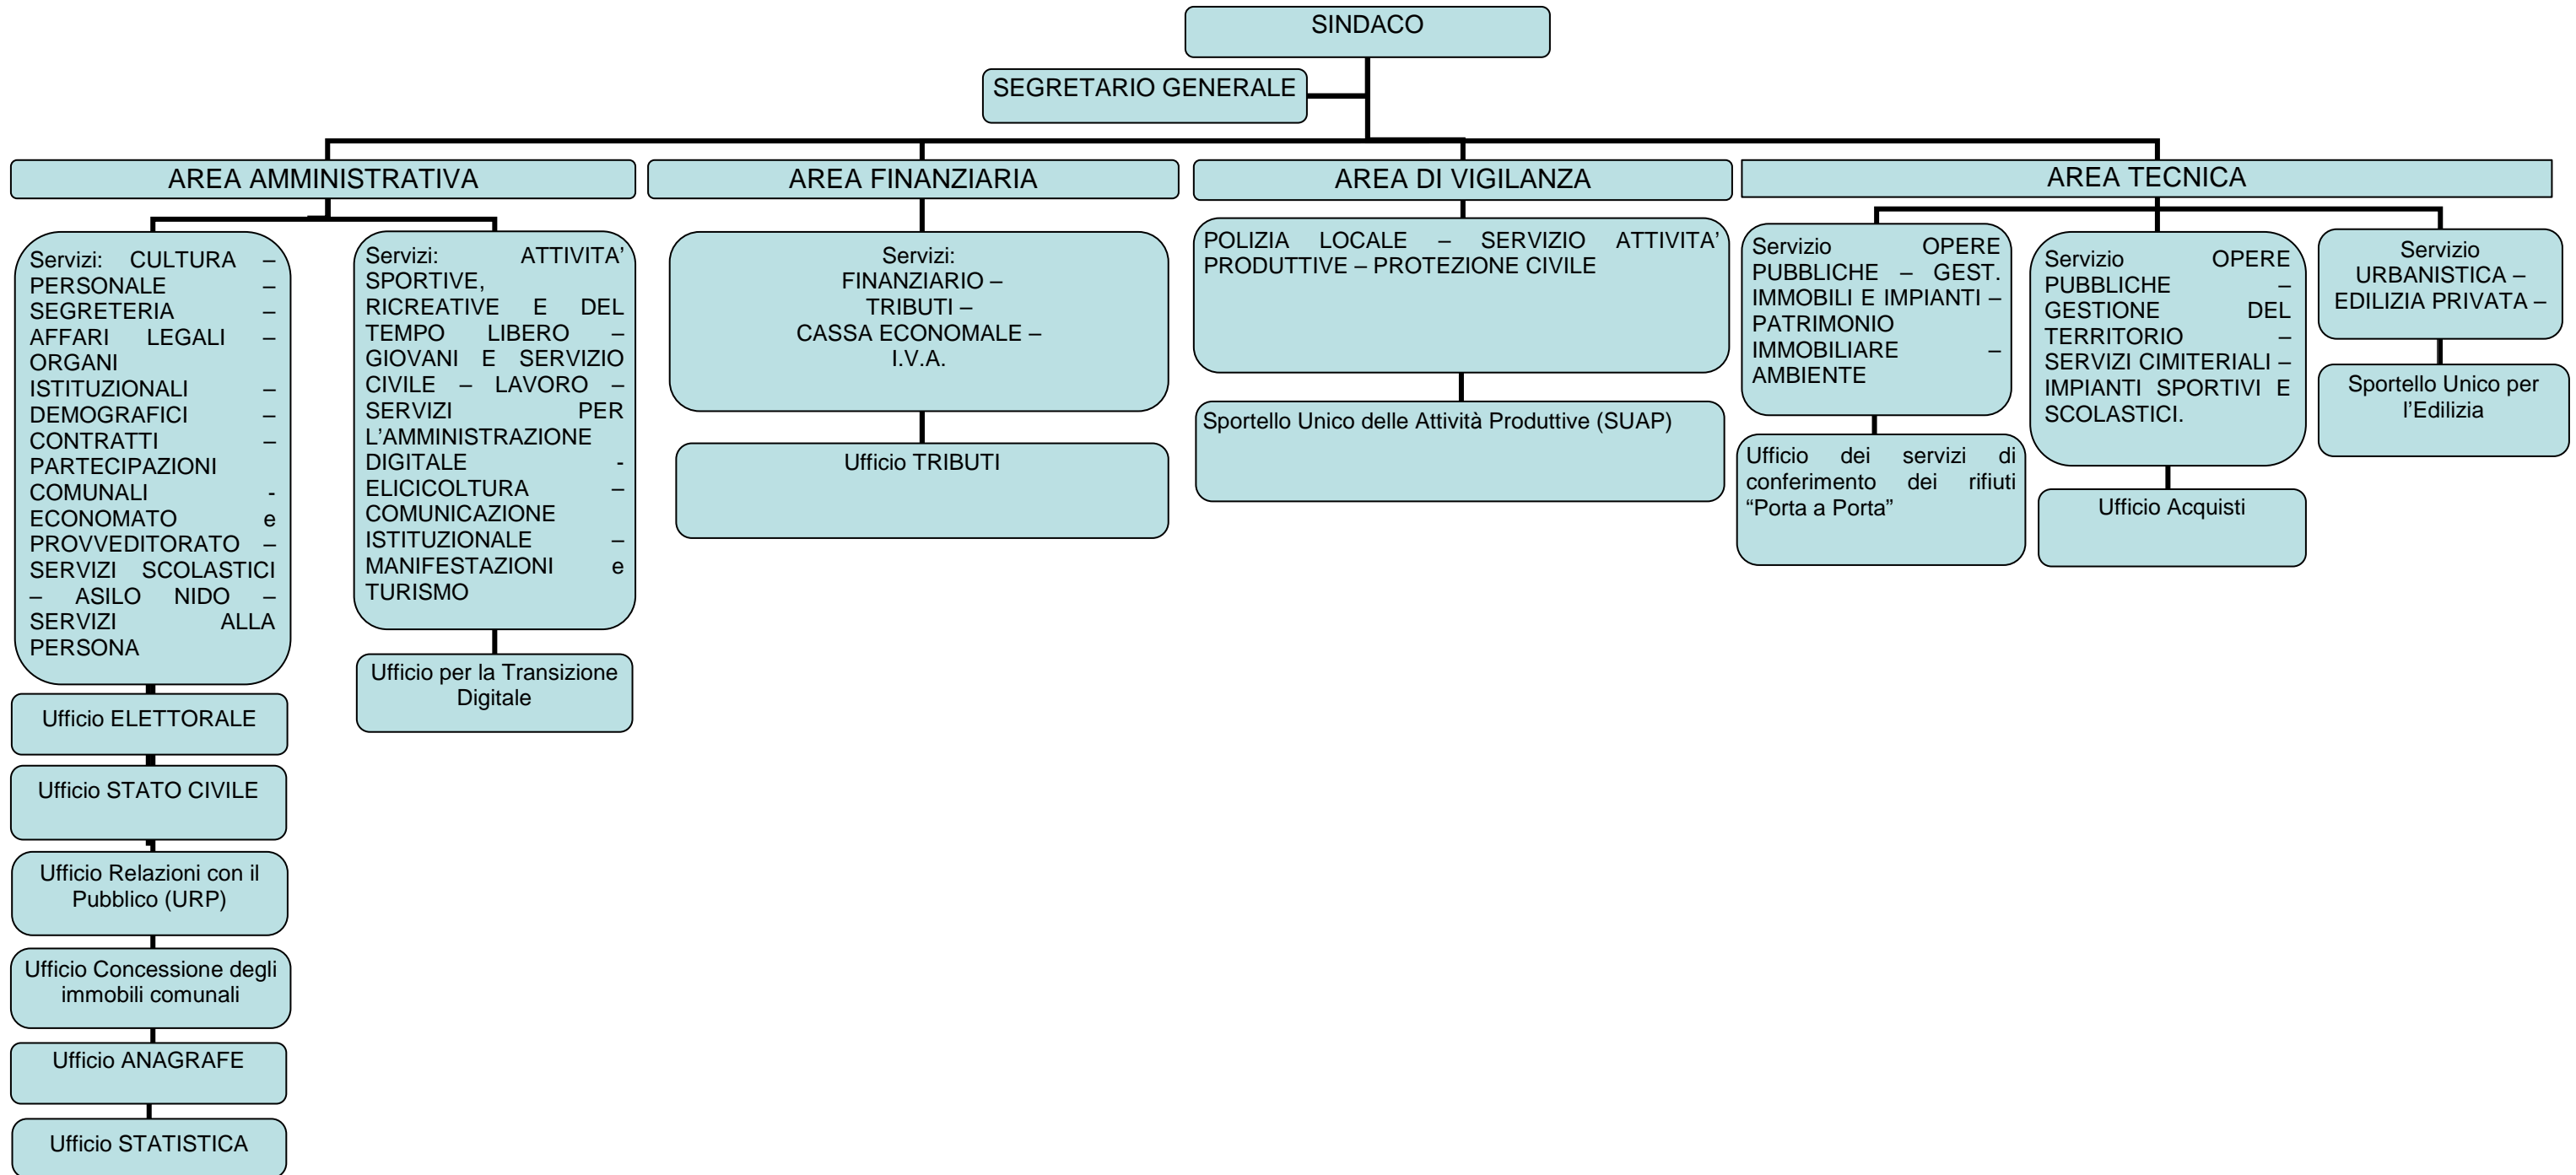 SINDACO
SEGRETARIO GENERALE
AREA AMMINISTRATIVA
Servizi: CULTURA –
PERSONALE –
SEGRETERIA –
AFFARI LEGALI –
ORGANI
ISTITUZIONALI –
DEMOGRAFICI –
CONTRATTI –
PARTECIPAZIONI
COMUNALI -
ECONOMATO e
PROVVEDITORATO –
SERVIZI SCOLASTICI
– ASILO NIDO –
SERVIZI ALLA
PERSONA
Ufficio ELETTORALE
Ufficio STATO CIVILE
Ufficio Relazioni con il
Pubblico (URP)
Ufficio Concessione degli
immobili comunali
Ufficio ANAGRAFE
Ufficio STATISTICA
Servizi: ATTIVITA’
SPORTIVE,
RICREATIVE E DEL
TEMPO LIBERO –
GIOVANI E SERVIZIO
CIVILE – LAVORO –
SERVIZI PER
L’AMMINISTRAZIONE
DIGITALE -
ELICICOLTURA –
COMUNICAZIONE
ISTITUZIONALE –
MANIFESTAZIONI e
TURISMO
Ufficio per la Transizione
Digitale
AREA FINANZIARIA
Servizi:
FINANZIARIO –
TRIBUTI –
CASSA ECONOMALE –
I.V.A.
Ufficio TRIBUTI
AREA DI VIGILANZA
POLIZIA LOCALE – SERVIZIO ATTIVITA’
PRODUTTIVE – PROTEZIONE CIVILE
Sportello Unico delle Attività Produttive (SUAP)
AREA TECNICA
Servizio OPERE
PUBBLICHE – GEST.
IMMOBILI E IMPIANTI –
PATRIMONIO
IMMOBILIARE –
AMBIENTE
Ufficio dei servizi di
conferimento dei rifiuti
“Porta a Porta”
Servizio OPERE
PUBBLICHE –
GESTIONE DEL
TERRITORIO –
SERVIZI CIMITERIALI –
IMPIANTI SPORTIVI E
SCOLASTICI.
Ufficio Acquisti
Servizio
URBANISTICA –
EDILIZIA PRIVATA –
Sportello Unico per
l’Edilizia